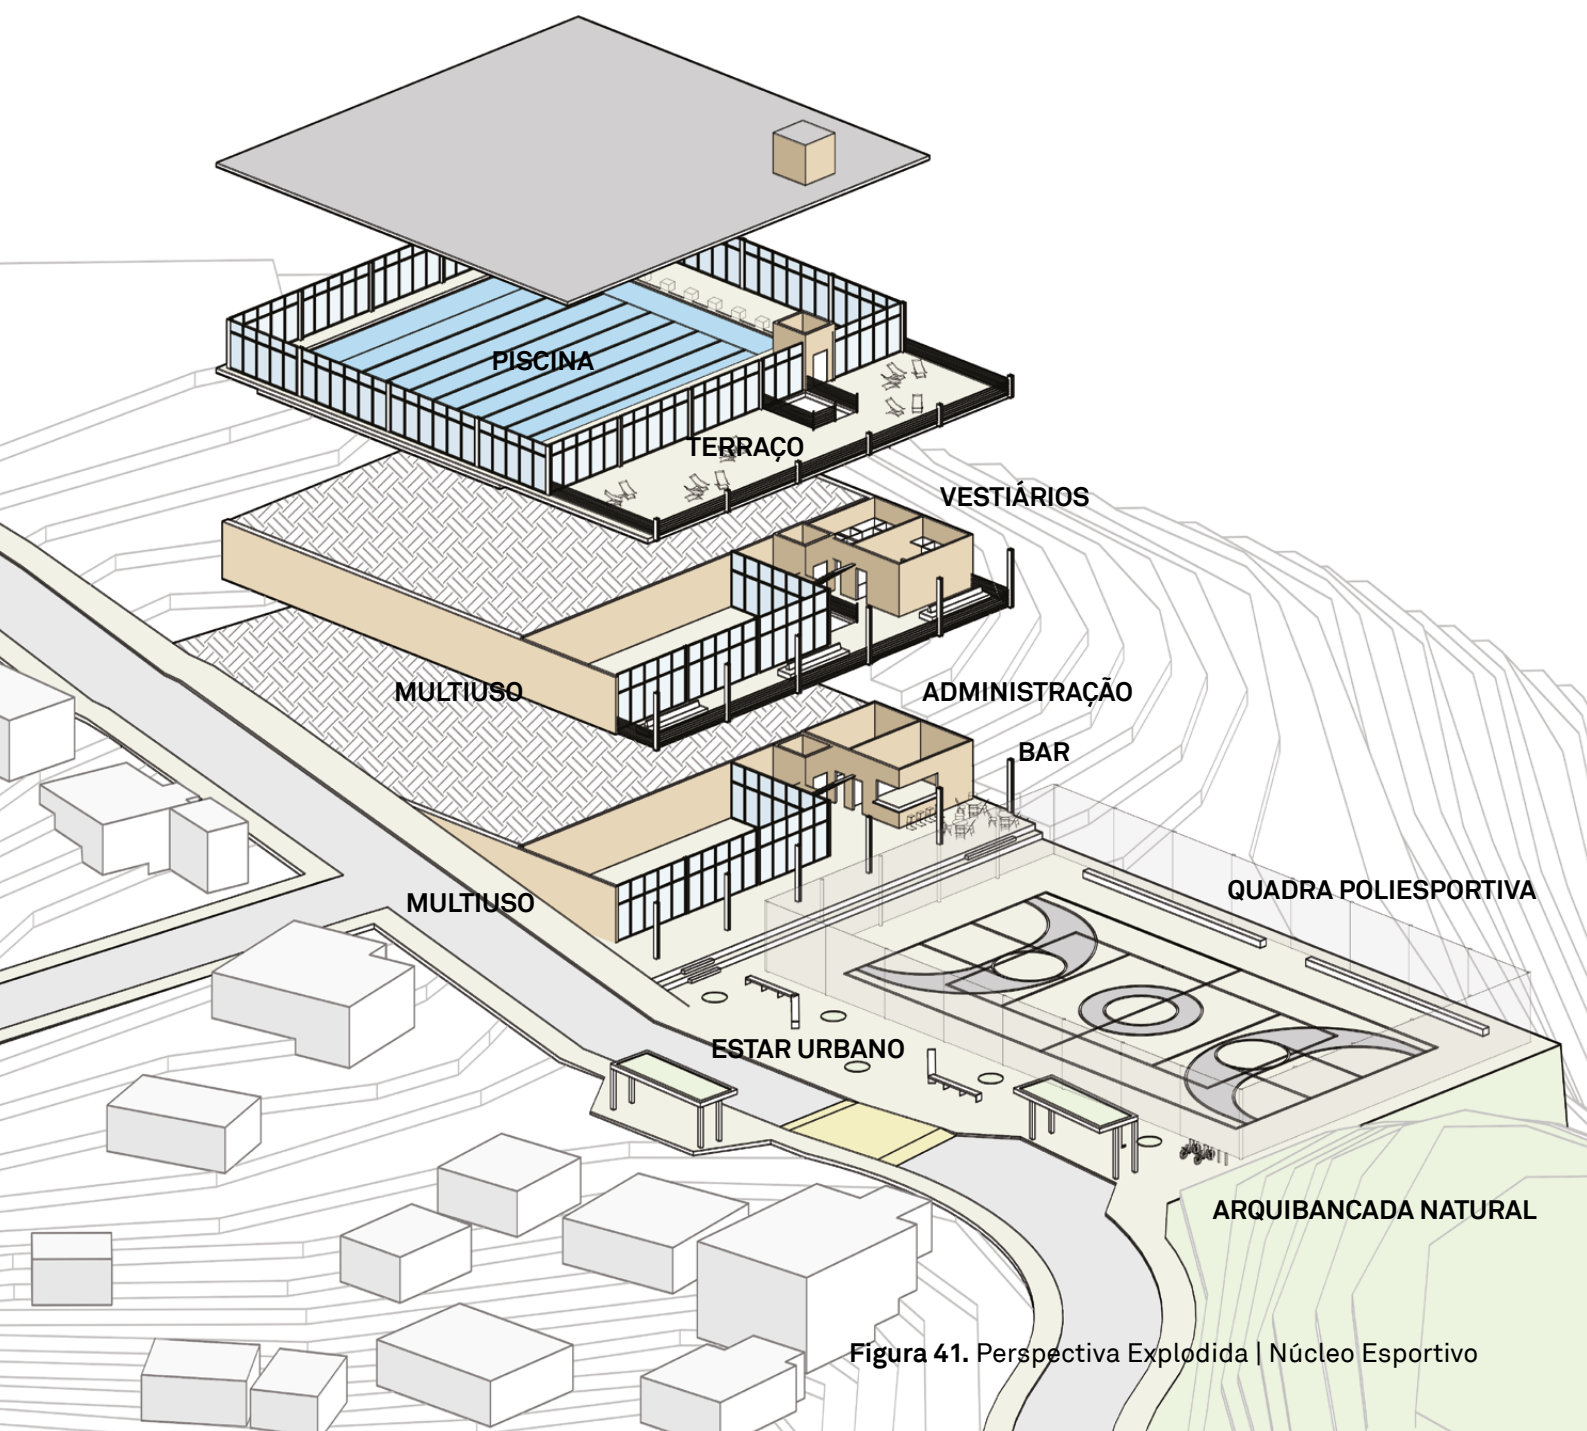 PISCINA
TERRAÇO
VESTIÁRIOS
MULTIUSO
ADMINISTRAÇÃO
BAR
QUADRA POLIESPORTIVA
MULTIUSO
ESTAR URBANO
ARQUIBANCADA NATURAL
Figura 41. Perspectiva Explodida | Núcleo Esportivo